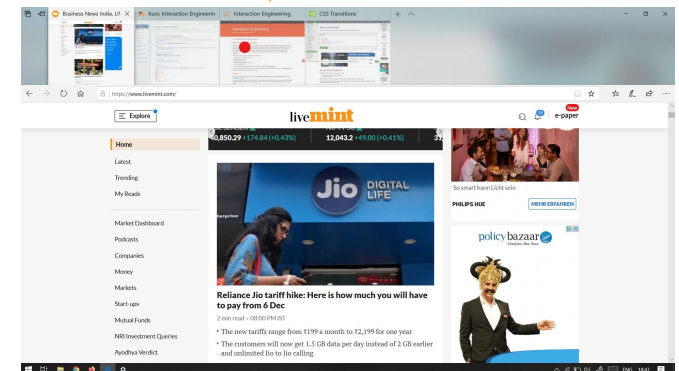 Business News India, Lh
Kurs: Interaction Engineerin
Interaction Engineering
CSS Transitions
https://www.livemint.com/
Explore
livemint
New
e-paper
40,850.29 +174.84 (+0.43%)
12,043.2 +49.00 (+0.41%)
Home
Latest
Trending
My Reads
Market Dashboard
Podcasts
Companies
Money
Markets
Start-ups
Mutual Funds
NRI Investment Queries
Ayodhya Verdict
Jio DIGITAL LIFE
Reliance Jio tariff hike: Here is how much you will have
to pay from 6 Dec
2 min read • 08:00 PM IST
• The new tariffs range from ₹199 a month to ₹2,199 for one year
• The customers will now get 1.5 GB data per day instead of 2 GB earlier
and unlimited Jio to Jio calling
So smart kann Licht sein
PHILIPS HUE
MEHR ERFAHREN
policybazaar
Compare. Buy. Save.
ENG
18:47